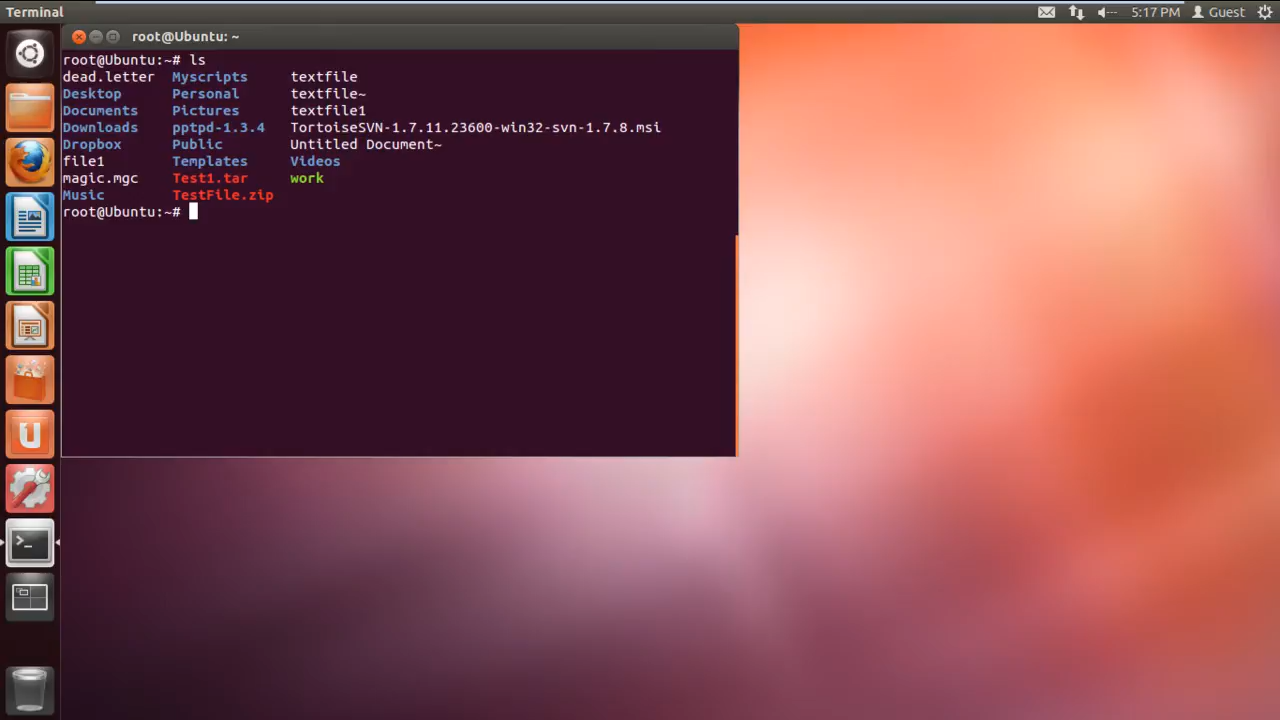 Terminal 5:17 PM Guest
root@Ubuntu: ~
root@Ubuntu:~# ls
dead.letter Myscripts textfile
Desktop Personal textfile~
Documents Pictures textfile1
Downloads pptpd-1.3.4 TortoiseSVN-1.7.11.23600-win32-svn-1.7.8.msi
Dropbox Public Untitled Document~
file1 Templates Videos
magic.mgc Test1.tar work
Music TestFile.zip
root@Ubuntu:~#